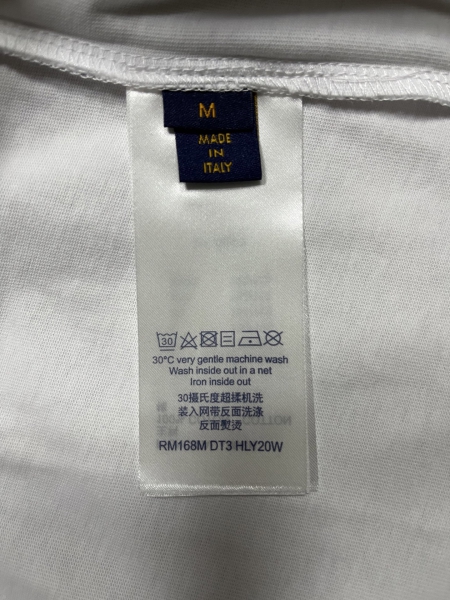 M
MADE
IN
ITALY
30
30°C very gentle machine wash
Wash inside out in a net
Iron inside out
30摄氏度超揉机洗
装入网带反面洗涤
反面熨烫
RM168M DT3 HLY20W